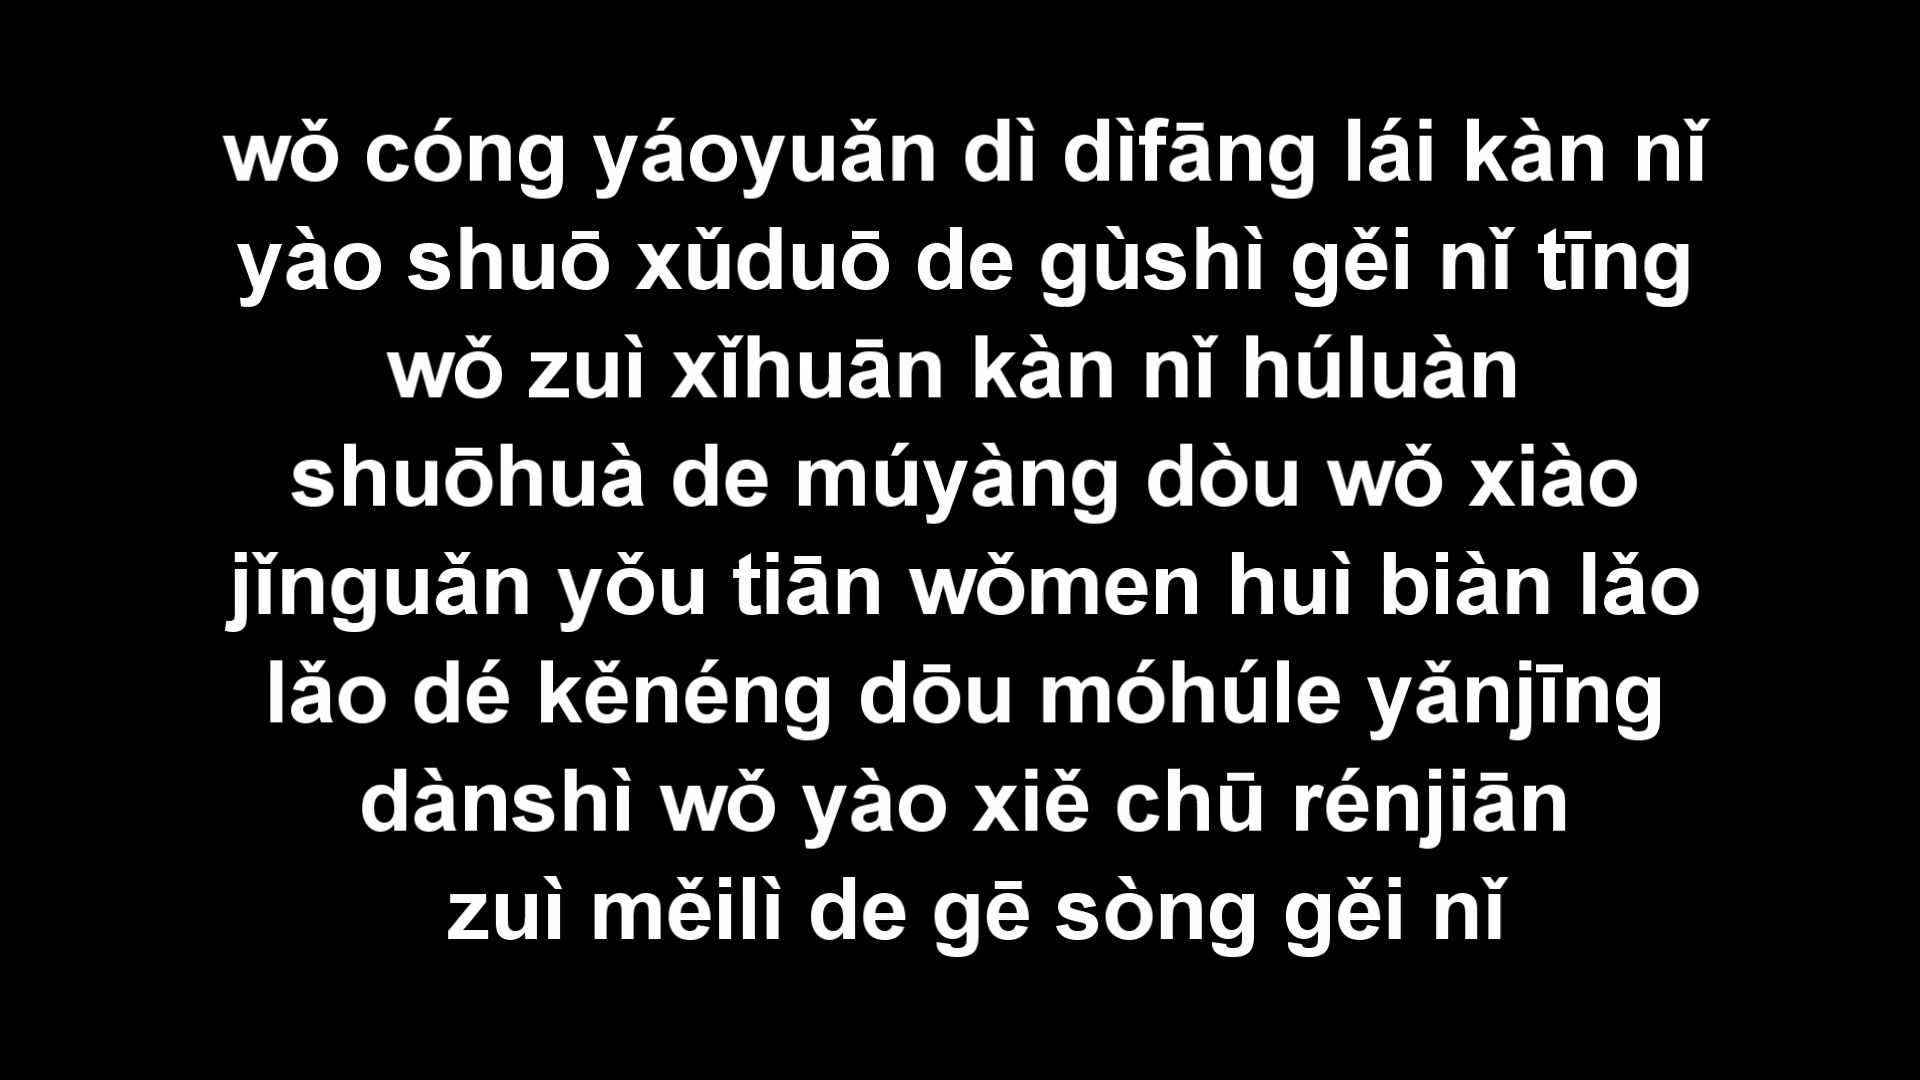 wǒ cóng yáoyuǎn dì dìfāng lái kàn nǐ
yào shuō xǔduō de gùshì gěi nǐ tīng
wǒ zuì xǐhuān kàn nǐ húluàn
shuōhuà de múyàng dòu wǒ xiào
jǐnguǎn yǒu tiān wǒmen huì biàn lǎo
lǎo dé kěnéng dōu móhúle yǎnjīng
dànshì wǒ yào xiě chū rénjiān
zuì měilì de gē sòng gěi nǐ